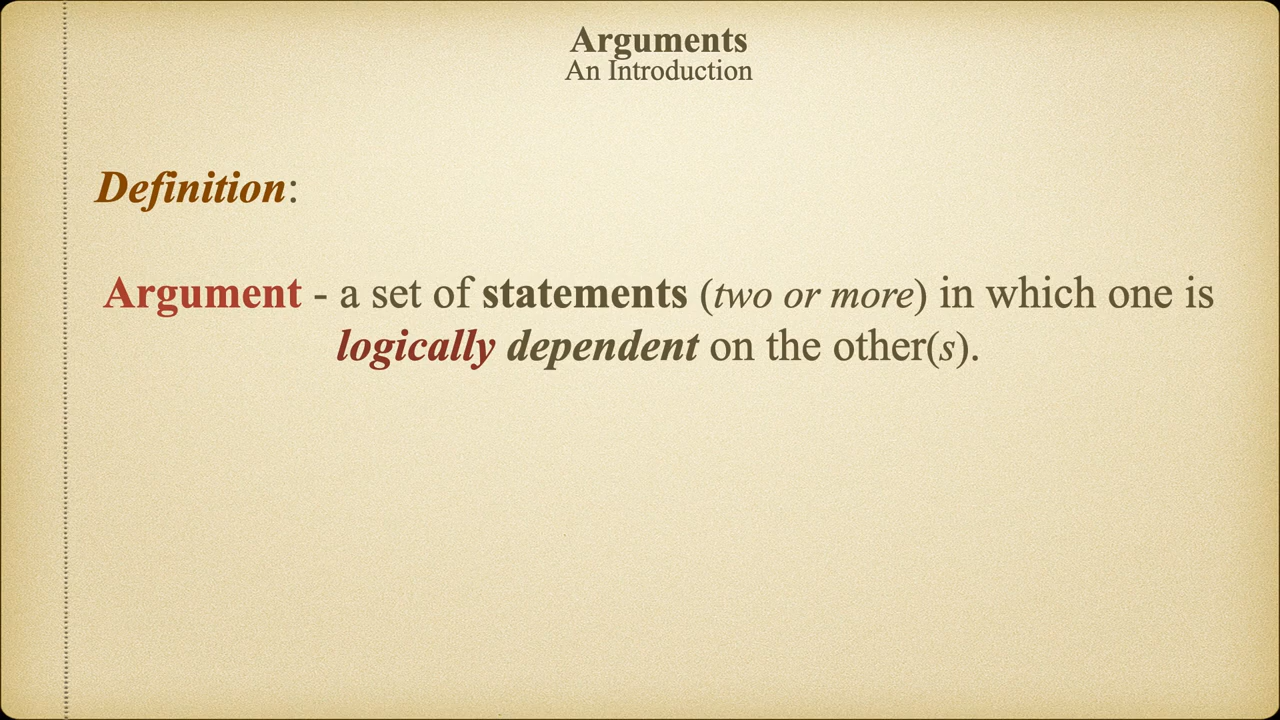 Arguments
An Introduction
Definition:
Argument - a set of statements (two or more) in which one is
logically dependent on the other(s).